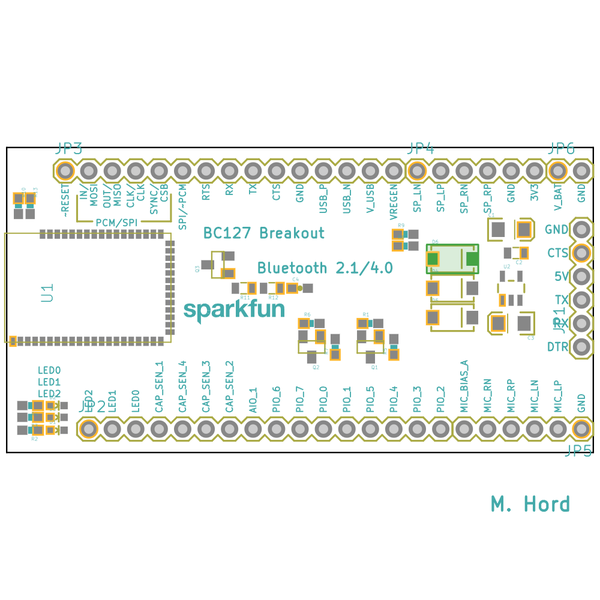 JP3
JP4
JP6
~RESET
IN/
MOSI
OUT/
MISO
CLK/
CLK
SYNC/
CSB
SPI/~PCM
RTS
RX
TX
CTS
GND
USB_P
USB_N
V_USB
VREGEN
SP_LN
SP_LP
SP_RN
SP_RP
GND
3V3
V_BAT
GND
PCM/SPI
BC127 Breakout
Bluetooth 2.1/4.0
sparkfun
U1
GND
CTS
5V
TX
RX
DTR
LED0
LED1
LED2
JP2
LED2
LED1
LED0
CAP_SEN_1
CAP_SEN_4
CAP_SEN_3
CAP_SEN_2
AIO_1
PIO_6
PIO_7
PIO_0
PIO_1
PIO_5
PIO_4
PIO_3
PIO_2
MIC_BIAS_A
MIC_RN
MIC_RP
MIC_LN
MIC_LP
GND
JP5
M. Hord